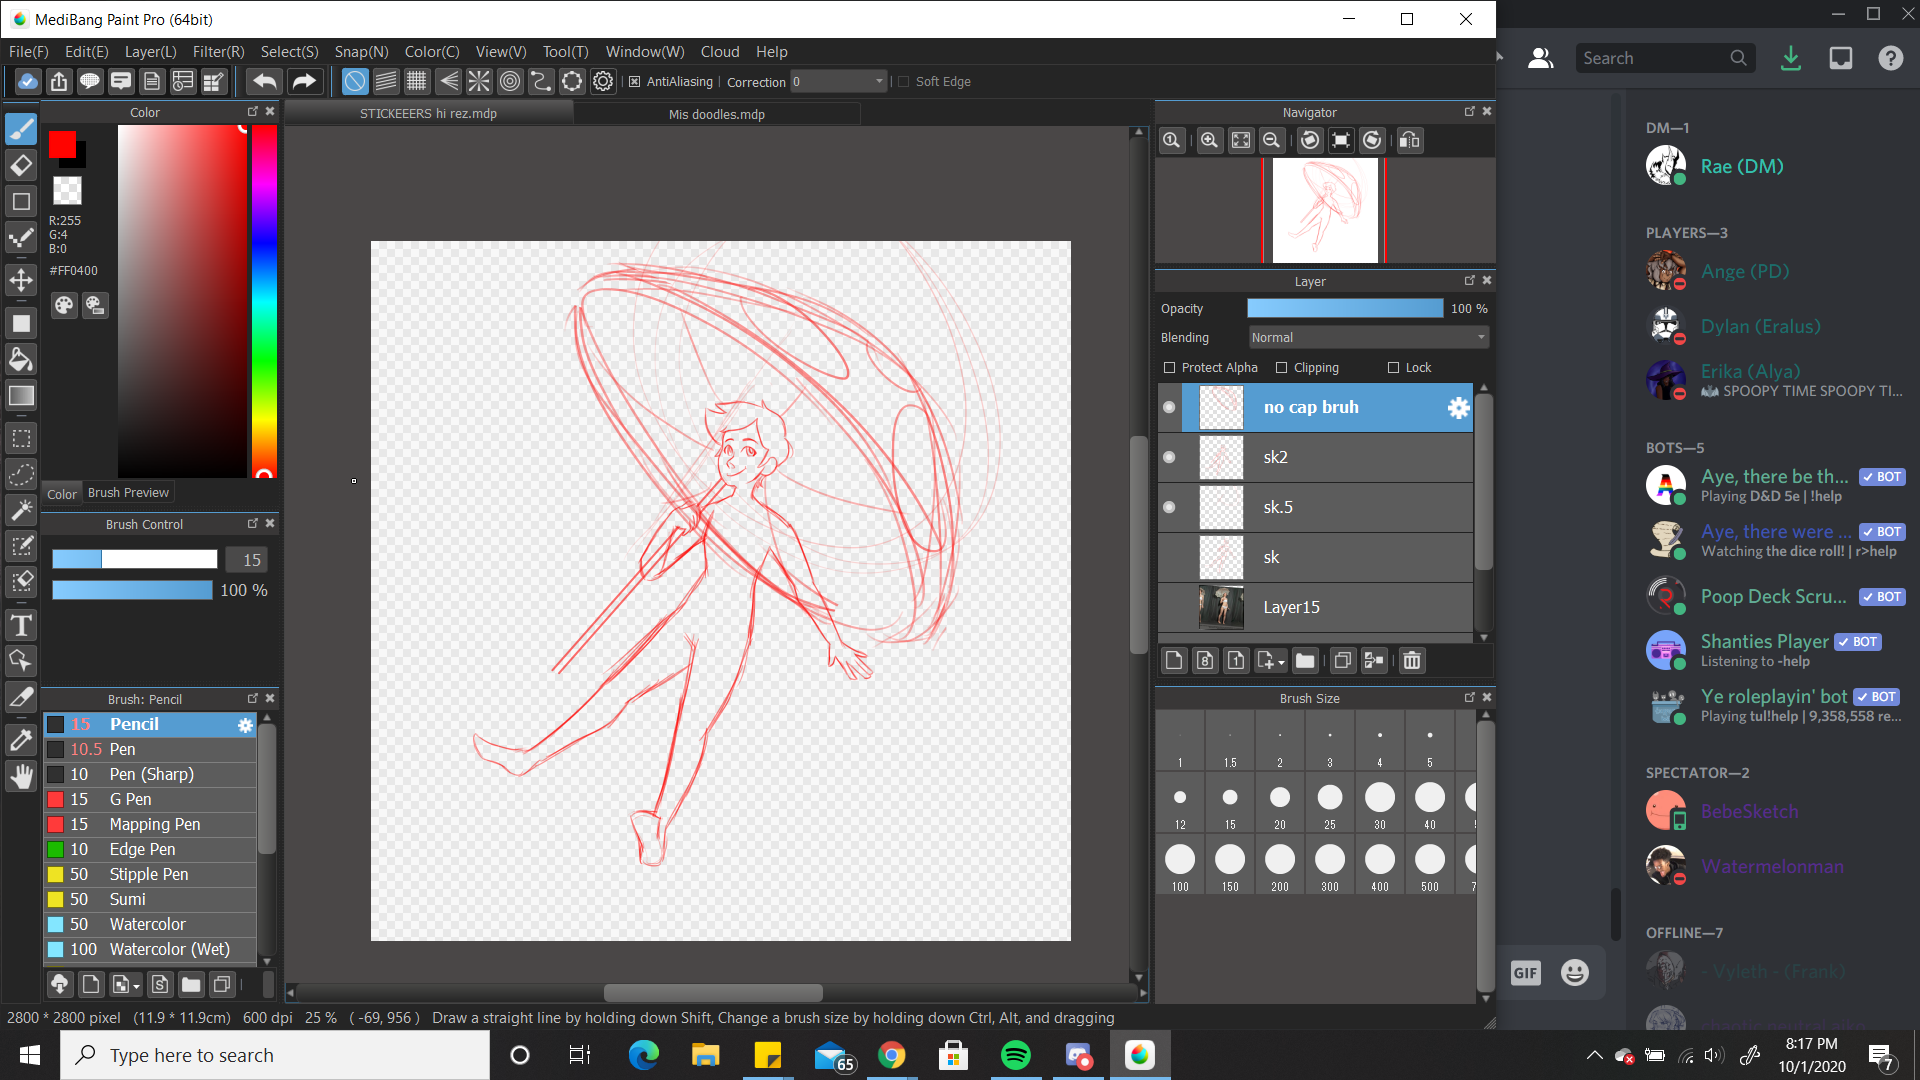 MediBang Paint Pro (64bit)
File(F) Edit(E) Layer(L) Filter(R) Select(S) Snap(N) Color(C) View(V) Tool(T) Window(W) Cloud Help
AntiAliasing Correction 0 Soft Edge
Color
R:255
G:4
B:0
#FF0400
Color Brush Preview
Brush Control
15
100 %
Brush: Pencil
15 Pencil
10.5 Pen
10 Pen (Sharp)
15 G Pen
15 Mapping Pen
10 Edge Pen
50 Stipple Pen
50 Sumi
50 Watercolor
100 Watercolor (Wet)
STICKEEERS hi rez.mdp
Mis doodles.mdp
Navigator
Layer
Opacity 100 %
Blending Normal
Protect Alpha Clipping Lock
no cap bruh
sk2
sk.5
sk
Layer15
Brush Size
1 1.5 2 3 4 5
12 15 20 25 30 40
100 150 200 300 400 500
2800 * 2800 pixel (11.9 * 11.9cm) 600 dpi 25 % ( -69, 956 ) Draw a straight line by holding down Shift, Change a brush size by holding down Ctrl, Alt, and dragging
Search
DM—1
Rae (DM)
PLAYERS—3
Ange (PD)
Dylan (Eralus)
Erika (Alya)
SPOOPY TIME SPOOPY TI...
BOTS—5
Aye, there be th... BOT
Playing D&D 5e | !help
Aye, there were ... BOT
Watching the dice roll! | r>help
Poop Deck Scru... BOT
Shanties Player BOT
Listening to -help
Ye roleplayin' bot BOT
Playing tul!help | 9,358,558 re...
SPECTATOR—2
BebeSketch
Watermelonman
OFFLINE—7
- Vyleth - (Frank)
chaotic neutral aiko
GIF
Type here to search
65
8:17 PM
10/1/2020
7